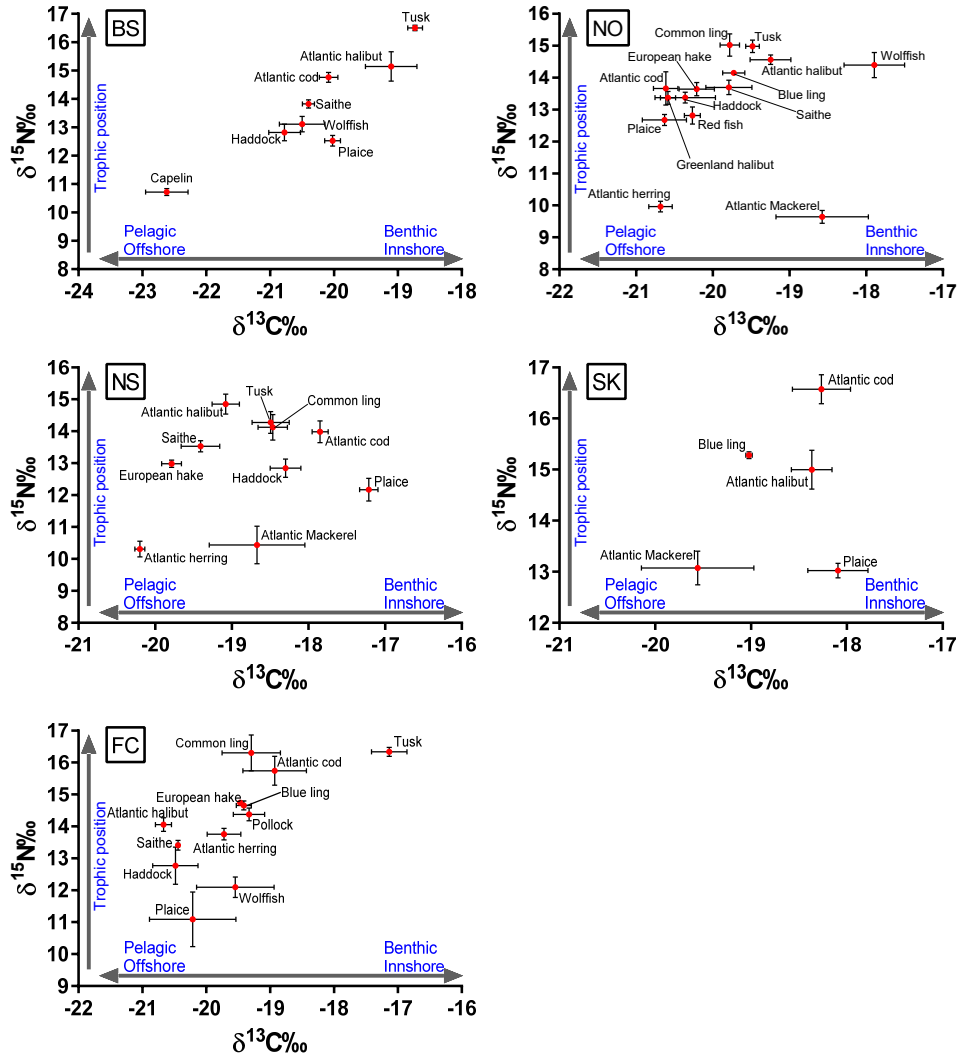 BS
17
16
15
14
13
12
11
10
9
8
δ15N‰
Trophic position
Tusk
Atlantic halibut
Atlantic cod
Saithe
Wolffish
Haddock
Plaice
Capelin
Pelagic
Offshore
Benthic
Innshore
-24
-23
-22
-21
-20
-19
-18
δ13C‰
NO
16
15
14
13
12
11
10
9
8
δ15N‰
Trophic position
Common ling
Tusk
European hake
Wolffish
Atlantic halibut
Atlantic cod
Blue ling
Haddock
Saithe
Plaice
Red fish
Greenland halibut
Atlantic herring
Atlantic Mackerel
Pelagic
Offshore
Benthic
Innshore
-22
-21
-20
-19
-18
-17
δ13C‰
NS
16
15
14
13
12
11
10
9
8
δ15N‰
Trophic position
Tusk
Common ling
Atlantic halibut
Saithe
Atlantic cod
European hake
Haddock
Plaice
Atlantic Mackerel
Atlantic herring
Pelagic
Offshore
Benthic
Innshore
-21
-20
-19
-18
-17
-16
δ13C‰
SK
17
16
15
14
13
12
δ15N‰
Trophic position
Atlantic cod
Blue ling
Atlantic halibut
Atlantic Mackerel
Plaice
Pelagic
Offshore
Benthic
Innshore
-21
-20
-19
-18
-17
δ13C‰
FC
17
16
15
14
13
12
11
10
9
δ15N‰
Trophic position
Common ling
Tusk
Atlantic cod
European hake
Blue ling
Atlantic halibut
Pollock
Saithe
Atlantic herring
Haddock
Wolffish
Plaice
Pelagic
Offshore
Benthic
Innshore
-22
-21
-20
-19
-18
-17
-16
δ13C‰